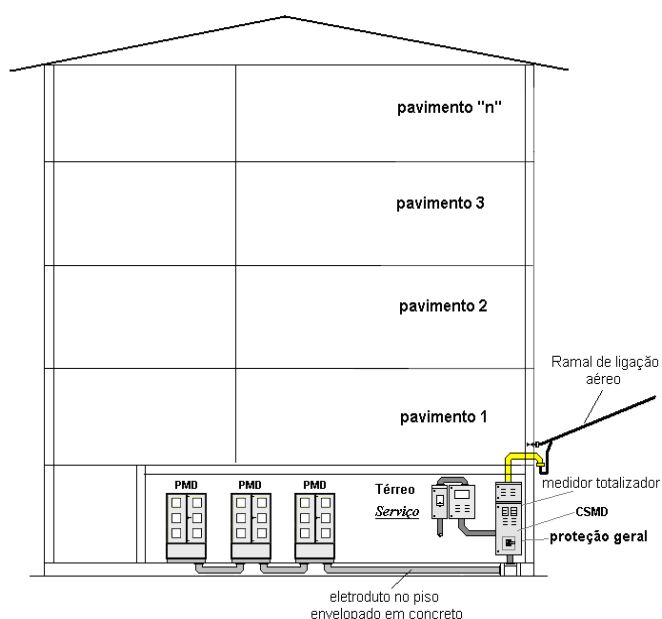 pavimento "n"
pavimento 3
pavimento 2
Ramal de ligação
aéreo
pavimento 1
PMD
PMD
PMD
Térreo
Serviço
medidor totalizador
CSMD
proteção geral
eletroduto no piso
envelopado em concreto